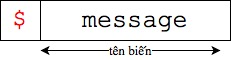 $ message
tên biến